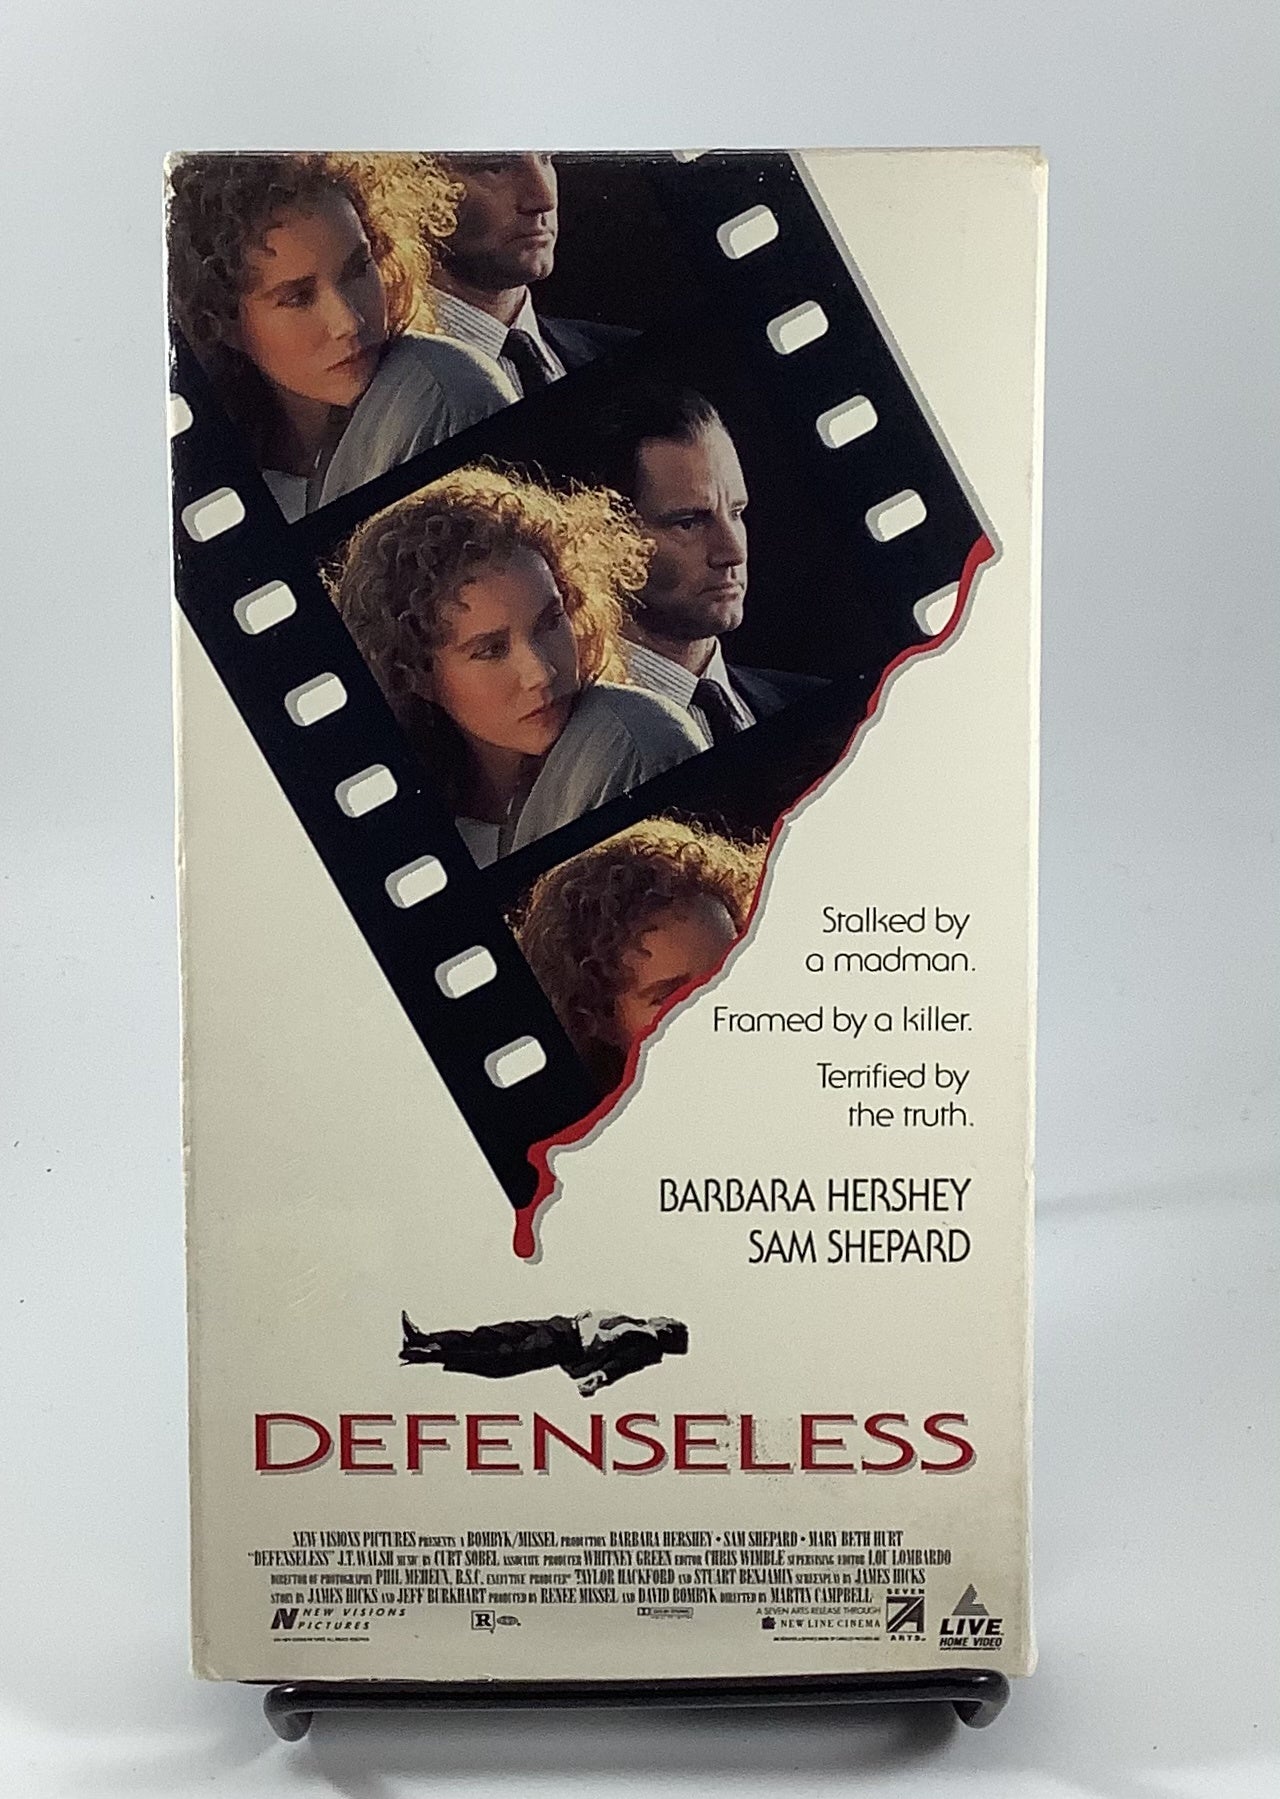 Stalked by
a madman.
Framed by a killer.
Terrified by
the truth.
BARBARA HERSHEY
SAM SHEPARD
DEFENSELESS
NEW VISIONS PICTURES PRESENTS A BOMBYK/MISSEL PRODUCTION BARBARA HERSHEY • SAM SHEPARD • MARY BETH HURT
"DEFENSELESS" J.T. WALSH MUSIC BY CURT SOBEL ASSOCIATE PRODUCER WHITNEY GREEN EDITOR CHRIS WIMBLE SUPERVISING EDITOR LOU LOMBARDO
DIRECTOR OF PHOTOGRAPHY PHIL MEHEUX, B.S.C. EXECUTIVE PRODUCERS TAYLOR HACKFORD AND STUART BENJAMIN SCREENPLAY BY JAMES HICKS
STORY BY JAMES HICKS AND JEFF BURKHART PRODUCED BY RENEE MISSEL AND DAVID BOMBYK DIRECTED BY MARTIN CAMPBELL
N NEW VISIONS
PICTURES
R
A SEVEN ARTS RELEASE THROUGH
NEW LINE CINEMA
SEVEN
7A
ARTS
LIVE
HOME VIDEO